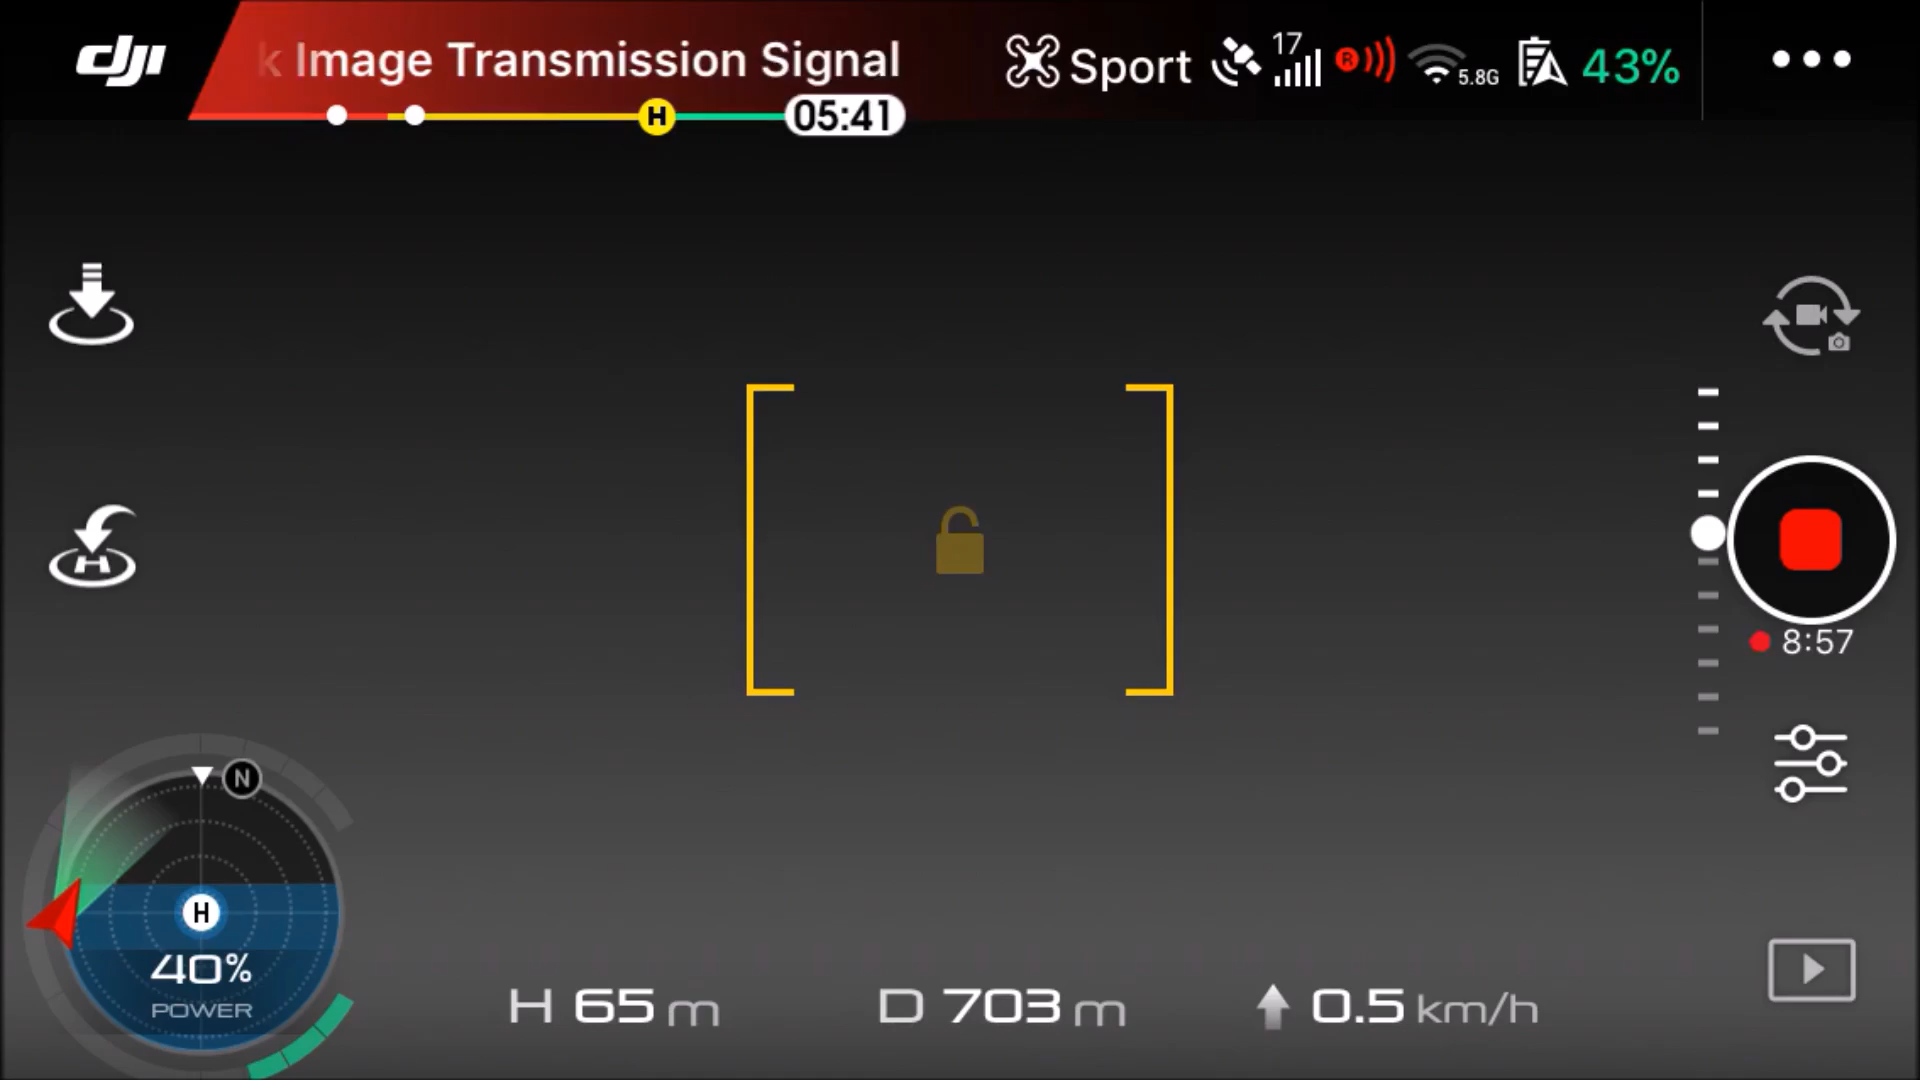 dji
k Image Transmission Signal
Sport
17
R
5.8G
43%
H
05:41
8:57
N
H
40%
POWER
H 65 m
D 703 m
0.5 km/h